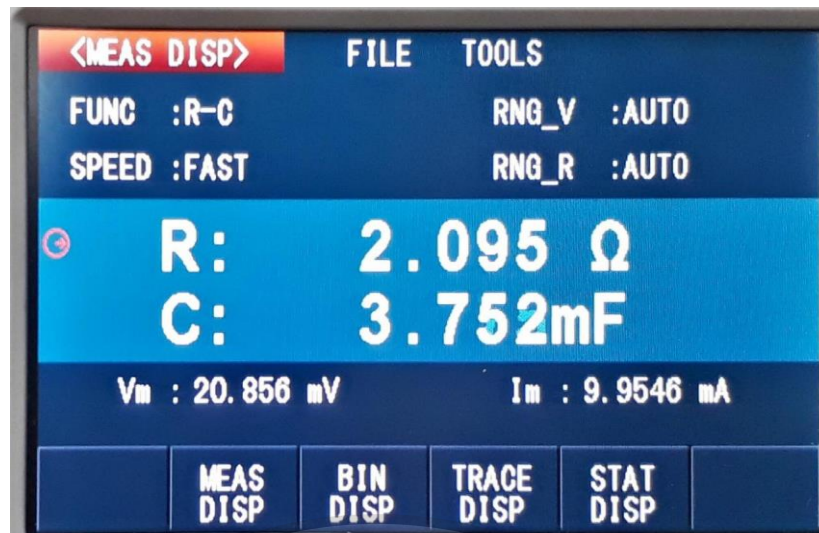 <MEAS DISP> FILE TOOLS
FUNC :R-C RNG_V :AUTO
SPEED :FAST RNG_R :AUTO
R: 2.095 Ω
C: 3.752mF
Vm : 20.856 mV Im : 9.9546 mA
MEAS DISP BIN DISP TRACE DISP STAT DISP